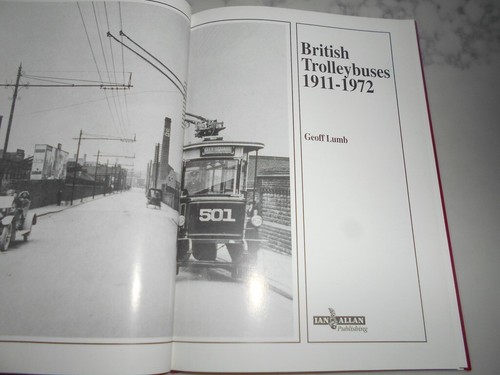 British
Trolleybuses
1911-1972
Geoff Lumb
501
IAN ALLAN
Publishing